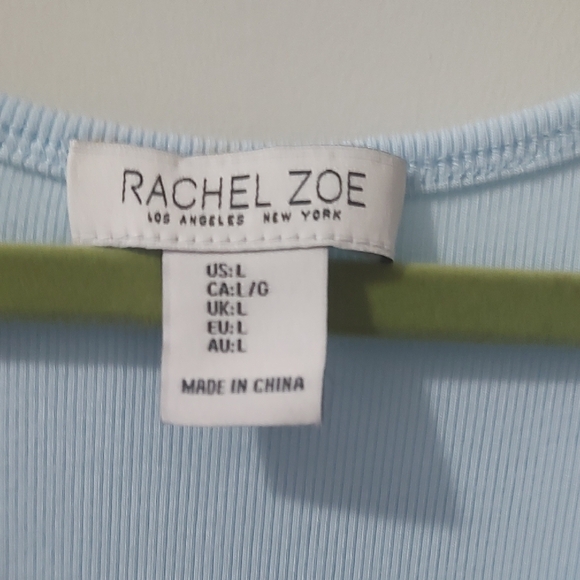 RACHEL ZOE
LOS ANGELES NEW YORK
US:L
CA:L/G
UK:L
EU:L
AU:L
MADE IN CHINA